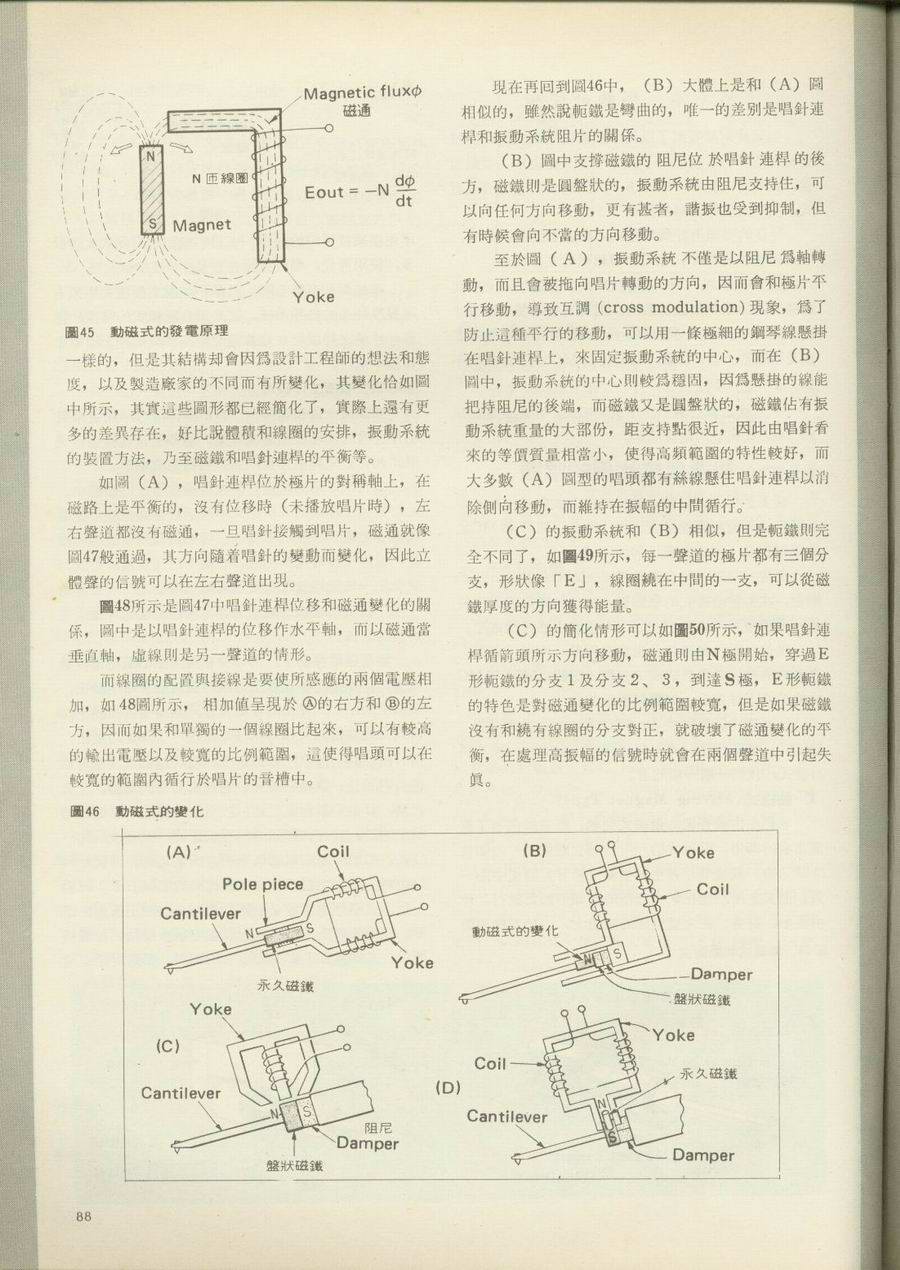 Magnetic fluxϕ
磁通
N
N 匝線圈
Eout = −N dϕ/dt
S
Magnet
Yoke
圖45 動磁式的發電原理
一樣的，但是其結構却會因爲設計工程師的想法和態
度，以及製造廠家的不同而有所變化，其變化恰如圖
中所示，其實這些圖形都已經簡化了，實際上還有更
多的差異存在，好比說體積和線圈的安排，振動系統
的裝置方法，乃至磁鐵和唱針連桿的平衡等。
如圖（A），唱針連桿位於極片的對稱軸上，在
磁路上是平衡的，沒有位移時（未播放唱片時），左
右聲道都沒有磁通，一旦唱針接觸到唱片，磁通就像
圖47般通過，其方向隨着唱針的變動而變化，因此立
體聲的信號可以在左右聲道出現。
圖48所示是圖47中唱針連桿位移和磁通變化的關
係，圖中是以唱針連桿的位移作水平軸，而以磁通當
垂直軸，虛線則是另一聲道的情形。
而線圈的配置與接線是要使所感應的兩個電壓相
加，如 48圖所示， 相加値呈現於 Ⓐ的右方和 Ⓑ的左
方，因而如果和單獨的一個線圈比起來，可以有較高
的輸出電壓以及較寬的比例範圍，這使得唱頭可以在
較寬的範圍內循行於唱片的音槽中。
現在再回到圖46中，（B）大體上是和（A）圖
相似的，雖然說軛鐵是彎曲的，唯一的差別是唱針連
桿和振動系統阻片的關係。
（B）圖中支撐磁鐵的 阻尼位 於唱針 連桿 的後
方，磁鐵則是圓盤狀的，振動系統由阻尼支持住，可
以向任何方向移動，更有甚者，諧振也受到抑制，但
有時候會向不當的方向移動。
至於圖（A），振動系統 不僅是以阻尼 爲軸轉
動，而且會被拖向唱片轉動的方向，因而會和極片平
行移動，導致互調 (cross modulation) 現象，爲了
防止這種平行的移動，可以用一條極細的鋼琴線懸掛
在唱針連桿上，來固定振動系統的中心，而在（B）
圖中，振動系統的中心則較爲穩固，因爲懸掛的線能
把持阻尼的後端，而磁鐵又是圓盤狀的，磁鐵佔有振
動系統重量的大部份，距支持點很近，因此由唱針看
來的等價質量相當小，使得高頻範圍的特性較好，而
大多數（A）圖型的唱頭都有絲線懸住唱針連桿以消
除側向移動，而維持在振幅的中間循行。
（C）的振動系統和（B）相似，但是軛鐵則完
全不同了，如圖49所示，每一聲道的極片都有三個分
支，形狀像「E」，線圈繞在中間的一支，可以從磁
鐵厚度的方向獲得能量。
（C）的簡化情形可以如圖50所示，如果唱針連
桿循箭頭所示方向移動，磁通則由N極開始，穿過E
形軛鐵的分支 1 及分支 2 、 3 ，到達S極，E形軛鐵
的特色是對磁通變化的比例範圍較寬，但是如果磁鐵
沒有和繞有線圈的分支對正，就破壞了磁通變化的平
衡，在處理高振幅的信號時就會在兩個聲道中引起失
眞。
圖46 動磁式的變化
(A)
Coil
Pole piece
Cantilever
N
S
Yoke
永久磁鐵
(B)
Yoke
Coil
動磁式的變化
N
S
Damper
盤狀磁鐵
Yoke
(C)
Cantilever
N
S
阻尼
Damper
盤狀磁鐵
(D)
Yoke
Coil
永久磁鐵
Cantilever
N
S
Damper
88